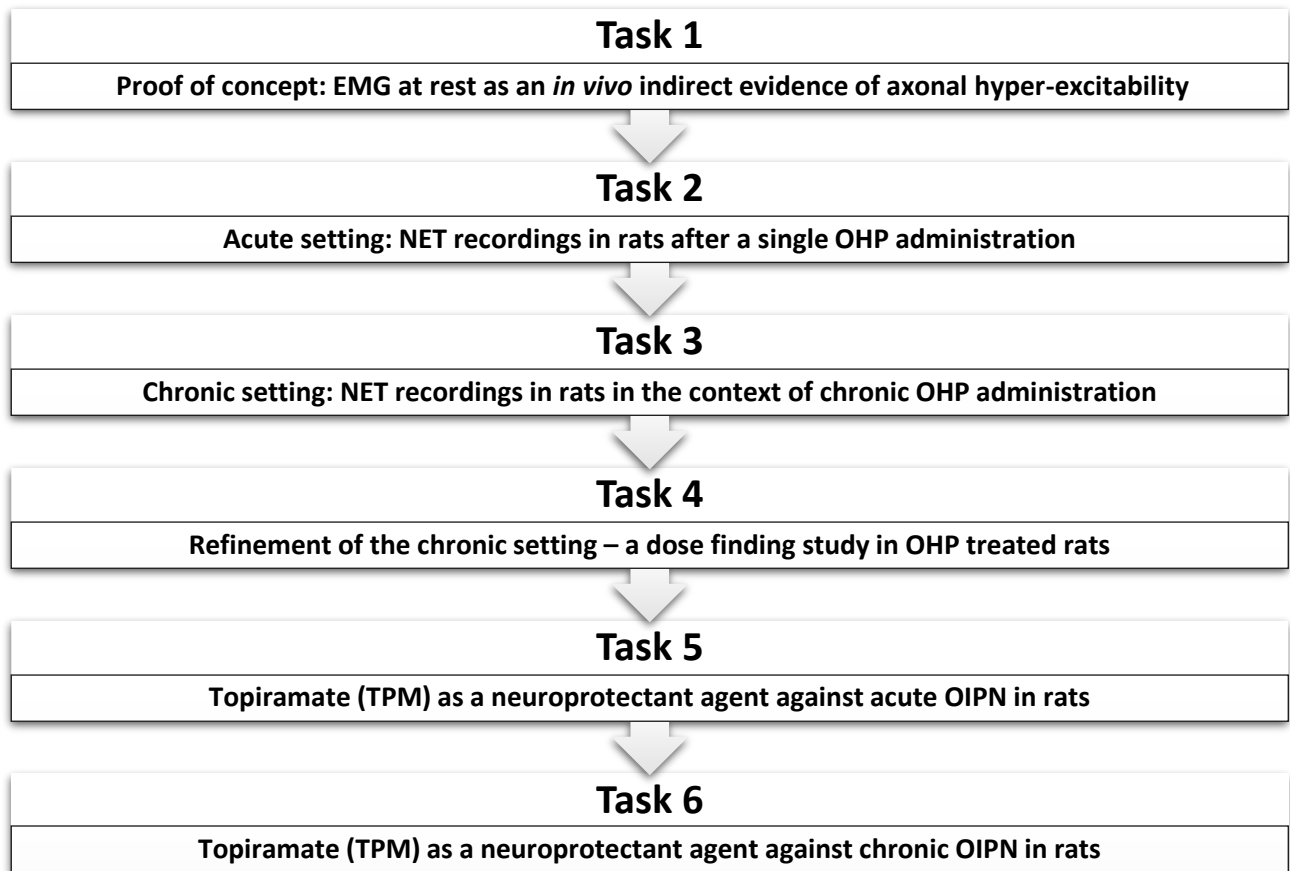 Task 1
Proof of concept: EMG at rest as an in vivo indirect evidence of axonal hyper-excitability
Task 2
Acute setting: NET recordings in rats after a single OHP administration
Task 3
Chronic setting: NET recordings in rats in the context of chronic OHP administration
Task 4
Refinement of the chronic setting – a dose finding study in OHP treated rats
Task 5
Topiramate (TPM) as a neuroprotectant agent against acute OIPN in rats
Task 6
Topiramate (TPM) as a neuroprotectant agent against chronic OIPN in rats